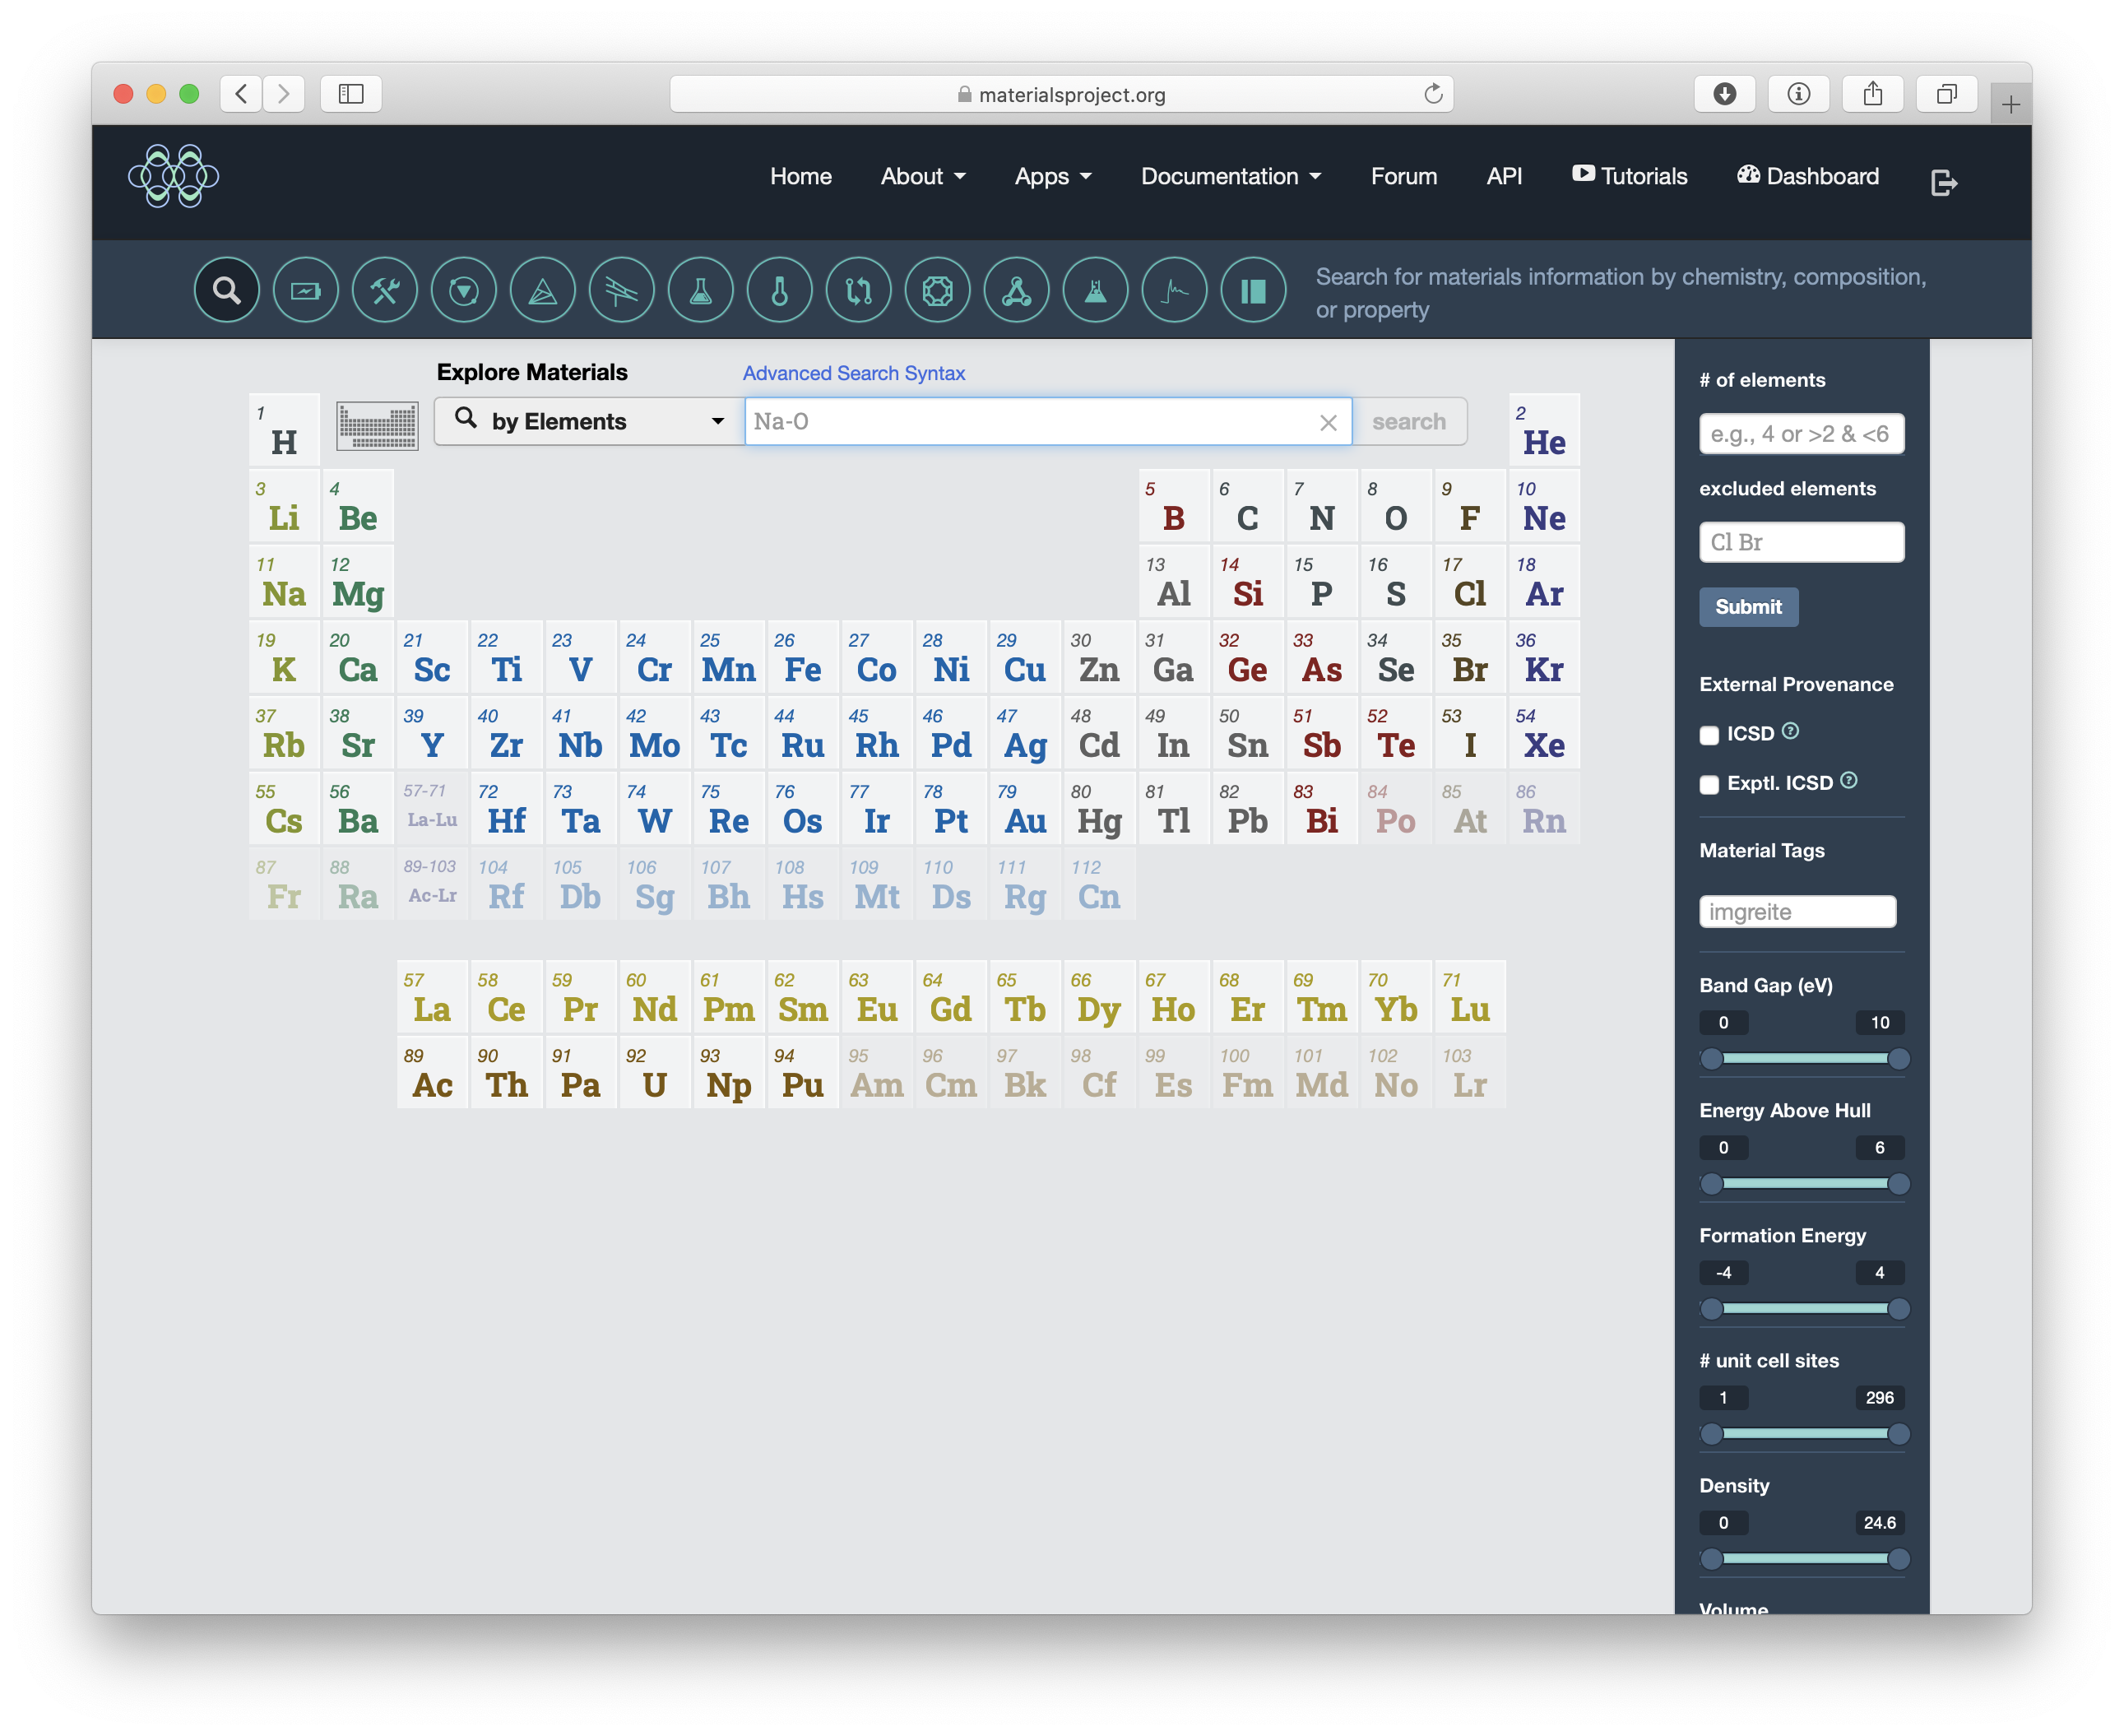 materialsproject.org
Home About Apps Documentation Forum API Tutorials Dashboard
Search for materials information by chemistry, composition,
or property
Explore Materials Advanced Search Syntax
by Elements Na-O search
1 H 2 He
3 Li 4 Be 5 B 6 C 7 N 8 O 9 F 10 Ne
11 Na 12 Mg 13 Al 14 Si 15 P 16 S 17 Cl 18 Ar
19 K 20 Ca 21 Sc 22 Ti 23 V 24 Cr 25 Mn 26 Fe 27 Co 28 Ni 29 Cu 30 Zn 31 Ga 32 Ge 33 As 34 Se 35 Br 36 Kr
37 Rb 38 Sr 39 Y 40 Zr 41 Nb 42 Mo 43 Tc 44 Ru 45 Rh 46 Pd 47 Ag 48 Cd 49 In 50 Sn 51 Sb 52 Te 53 I 54 Xe
55 Cs 56 Ba 57-71 La-Lu 72 Hf 73 Ta 74 W 75 Re 76 Os 77 Ir 78 Pt 79 Au 80 Hg 81 Tl 82 Pb 83 Bi 84 Po 85 At 86 Rn
87 Fr 88 Ra 89-103 Ac-Lr 104 Rf 105 Db 106 Sg 107 Bh 108 Hs 109 Mt 110 Ds 111 Rg 112 Cn
57 La 58 Ce 59 Pr 60 Nd 61 Pm 62 Sm 63 Eu 64 Gd 65 Tb 66 Dy 67 Ho 68 Er 69 Tm 70 Yb 71 Lu
89 Ac 90 Th 91 Pa 92 U 93 Np 94 Pu 95 Am 96 Cm 97 Bk 98 Cf 99 Es 100 Fm 101 Md 102 No 103 Lr
# of elements
e.g., 4 or >2 & <6
excluded elements
Cl Br
Submit
External Provenance
ICSD ?
Exptl. ICSD ?
Material Tags
imgreite
Band Gap (eV)
0 10
Energy Above Hull
0 6
Formation Energy
-4 4
# unit cell sites
1 296
Density
0 24.6
Volume